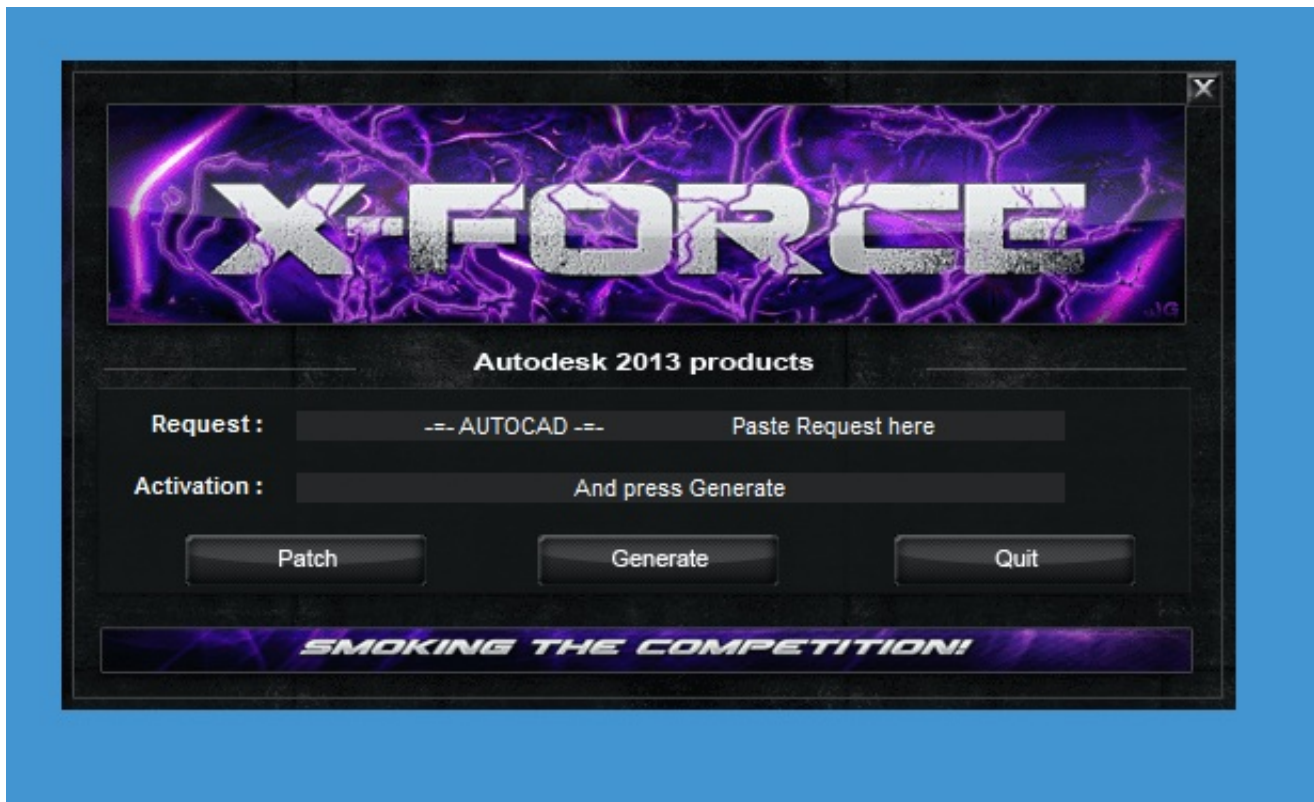 X
X-FORCE
JG
Autodesk 2013 products
Request : -=- AUTOCAD -=- Paste Request here
Activation : And press Generate
Patch Generate Quit
SMOKING THE COMPETITION!